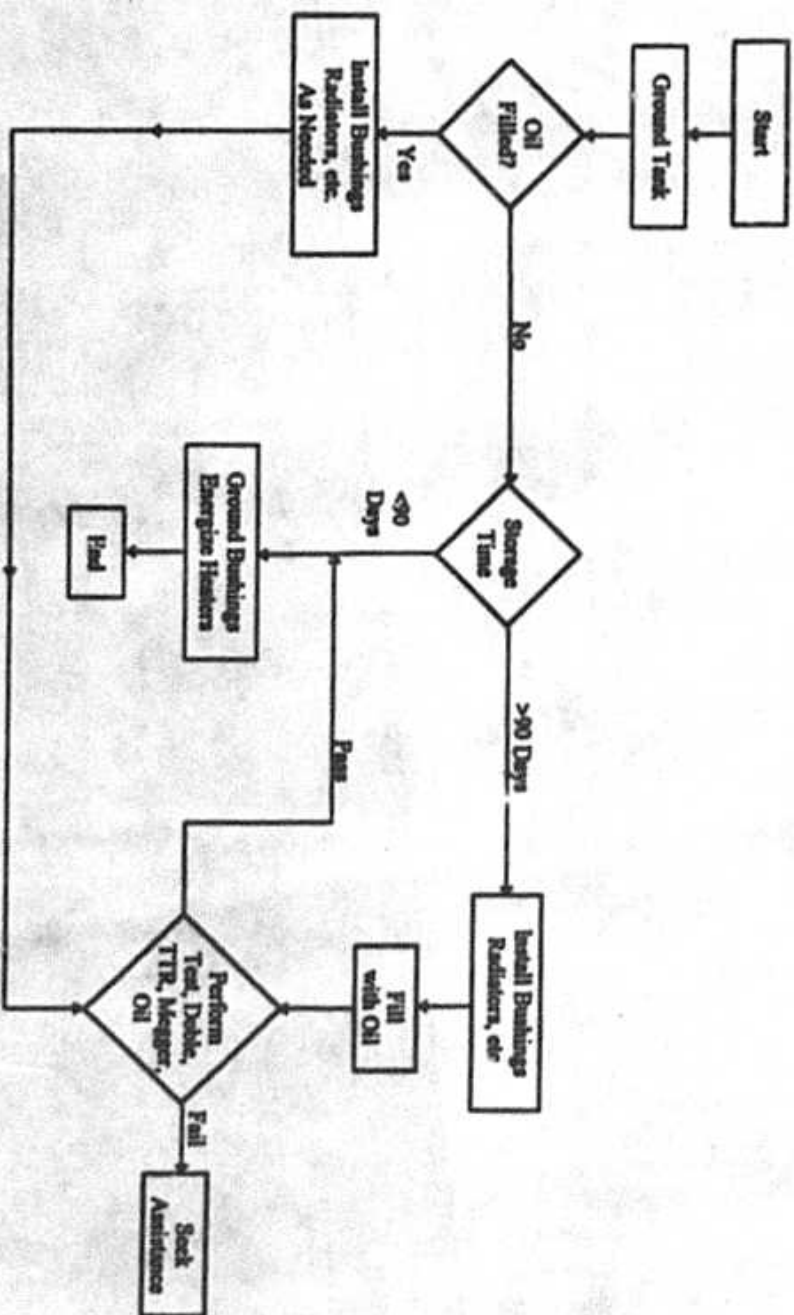 Start
Ground Tank
Oil
Filled?
Yes
Install Bushings
Radiators, etc.
As Needed
No
Storage
Time
<90
Days
Ground Bushings
Energize Heaters
End
>90 Days
Install Bushings
Radiators, etc
Fill
with Oil
Perform
Test, Doble,
TTR, Megger,
Oil
Pass
Fail
Seek
Assistance